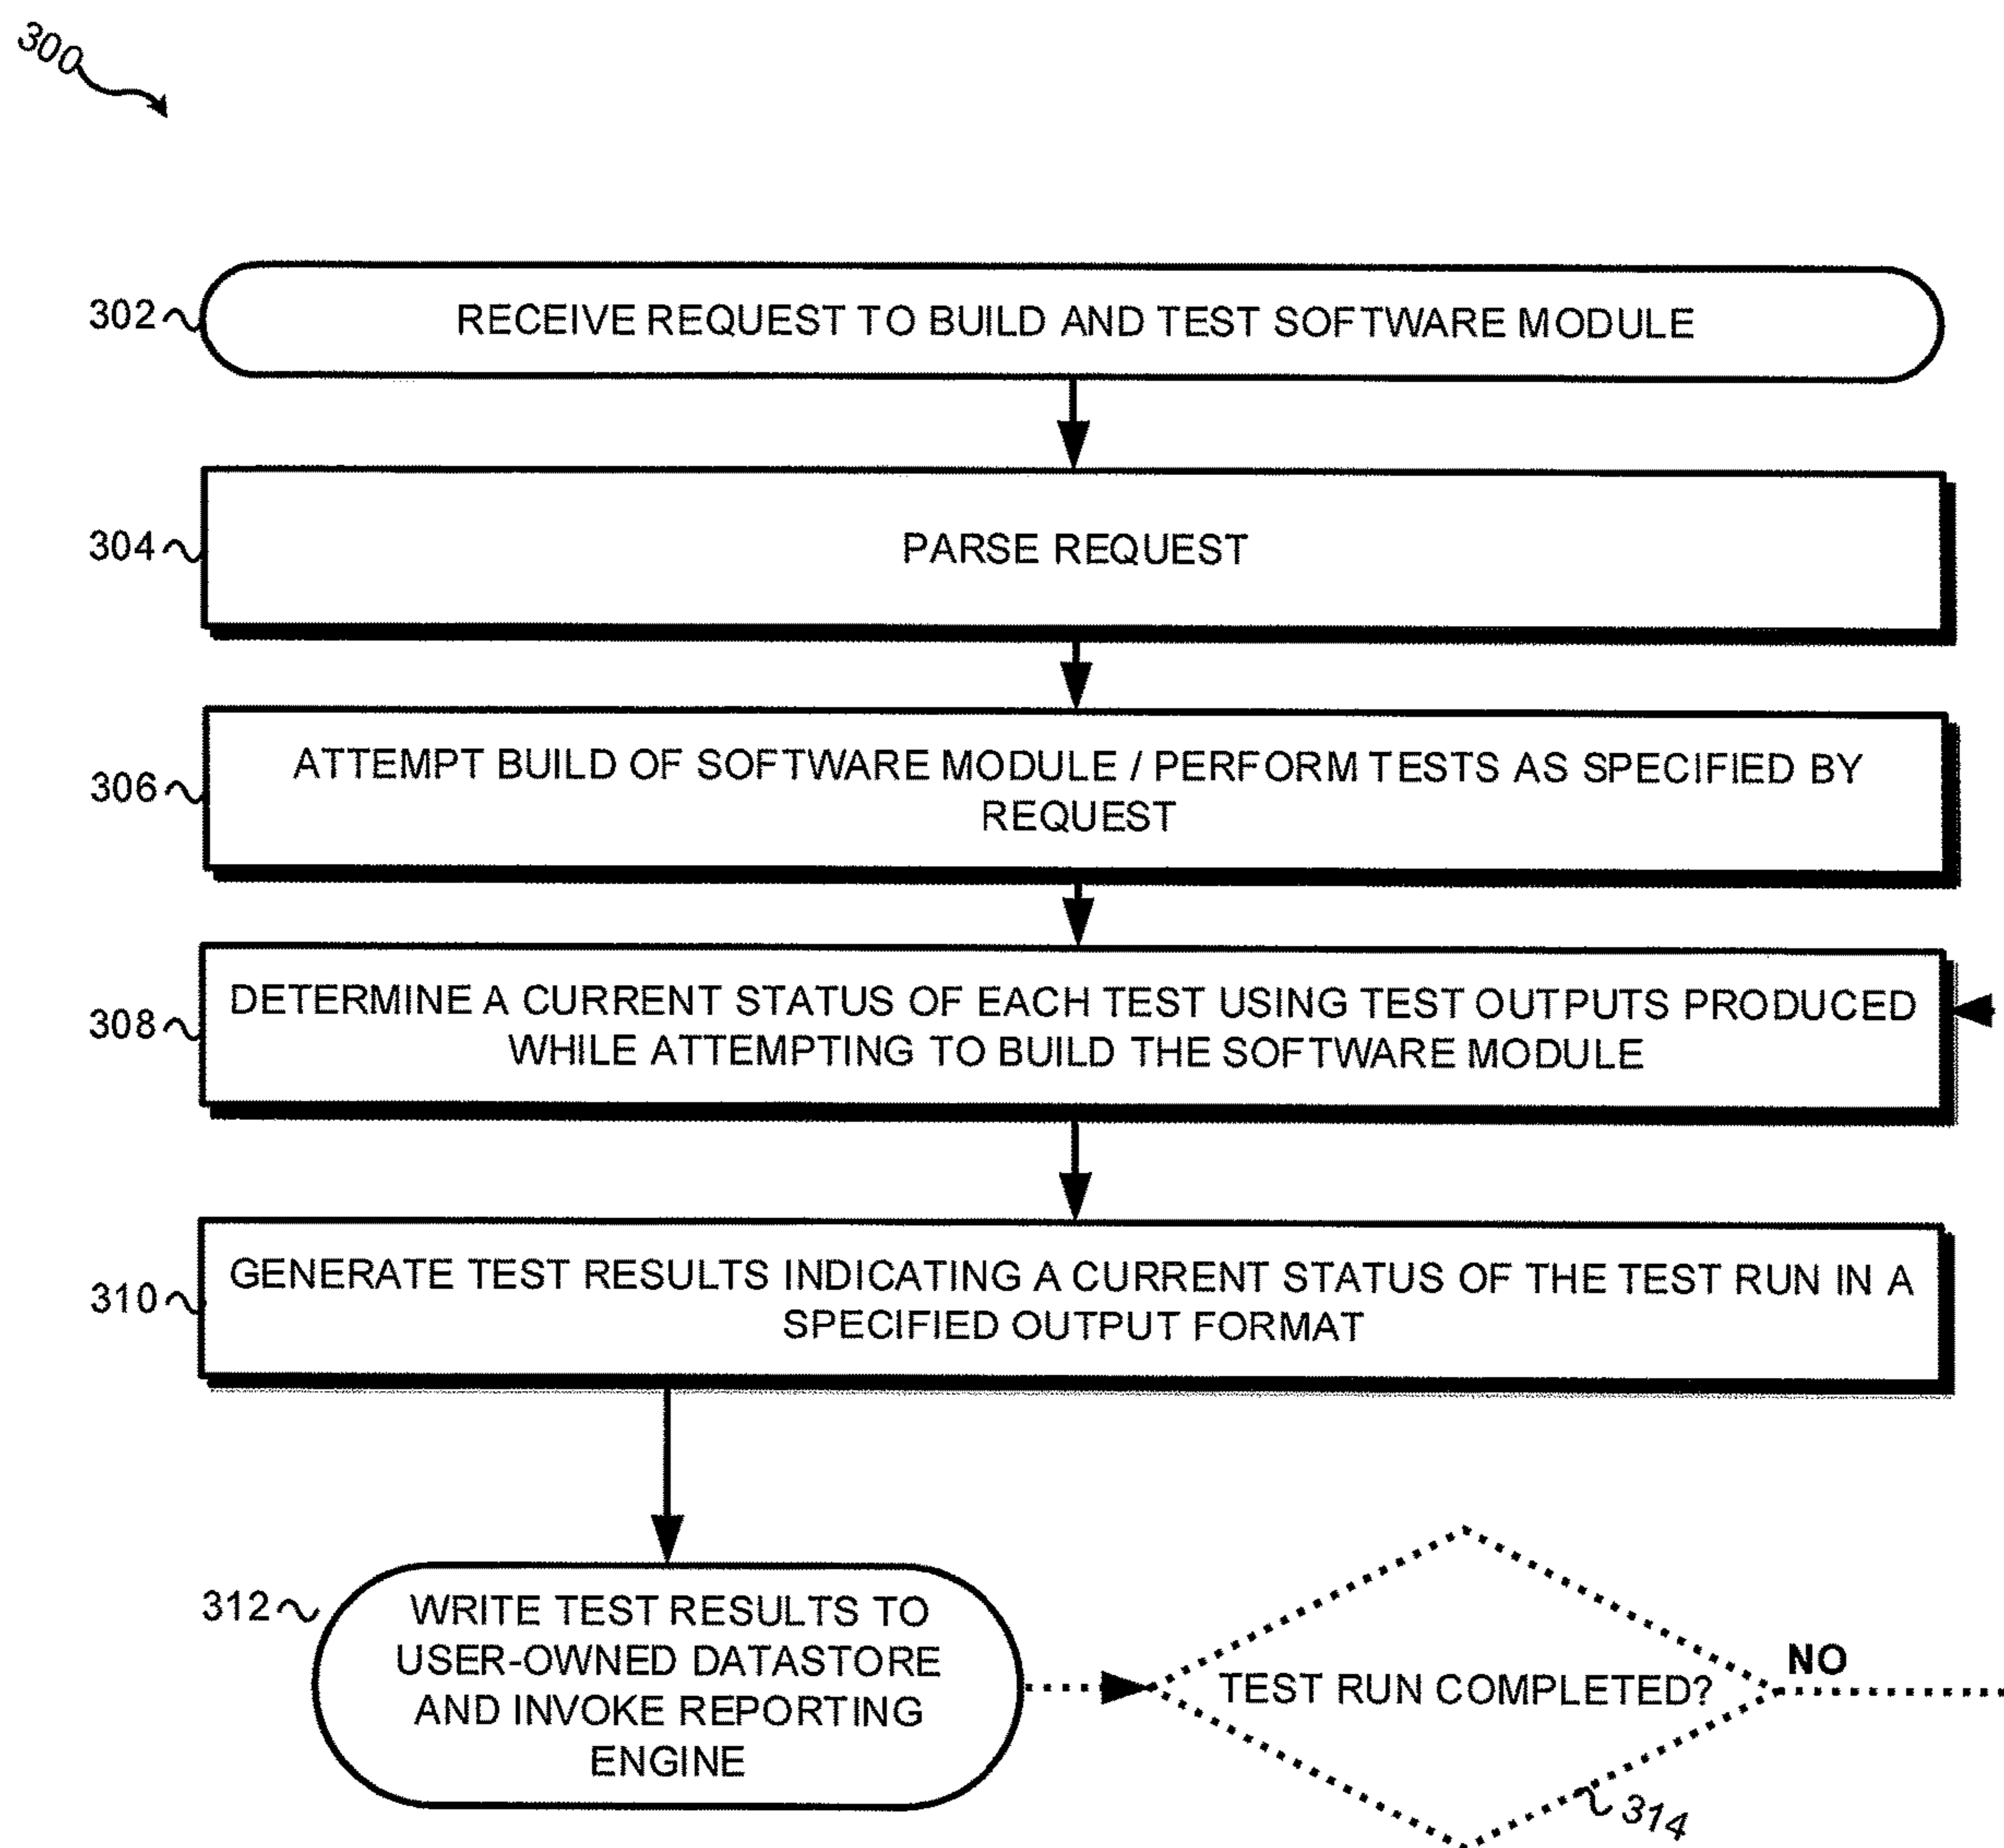 300
302
RECEIVE REQUEST TO BUILD AND TEST SOFTWARE MODULE
304
PARSE REQUEST
306
ATTEMPT BUILD OF SOFTWARE MODULE / PERFORM TESTS AS SPECIFIED BY
REQUEST
308
DETERMINE A CURRENT STATUS OF EACH TEST USING TEST OUTPUTS PRODUCED
WHILE ATTEMPTING TO BUILD THE SOFTWARE MODULE
310
GENERATE TEST RESULTS INDICATING A CURRENT STATUS OF THE TEST RUN IN A
SPECIFIED OUTPUT FORMAT
312
WRITE TEST RESULTS TO
USER-OWNED DATASTORE
AND INVOKE REPORTING
ENGINE
TEST RUN COMPLETED?
NO
314